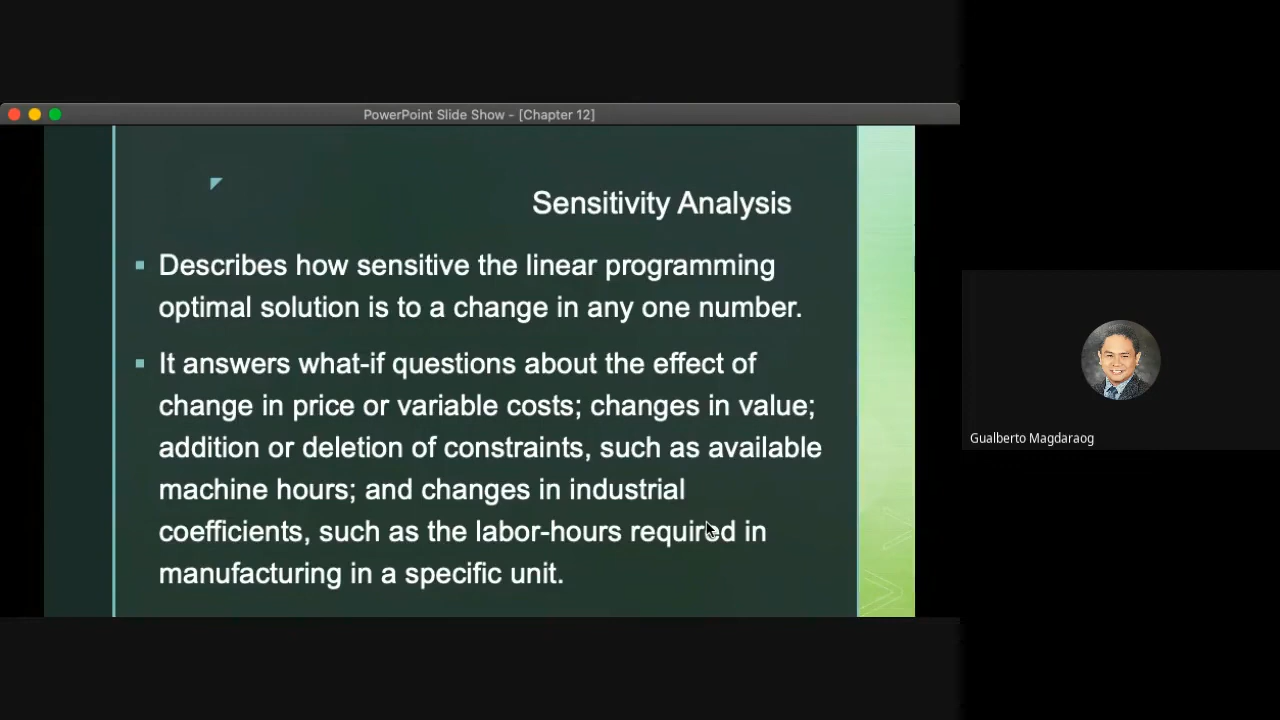 PowerPoint Slide Show - [Chapter 12]
Sensitivity Analysis
Describes how sensitive the linear programming
optimal solution is to a change in any one number.
It answers what-if questions about the effect of
change in price or variable costs; changes in value;
addition or deletion of constraints, such as available
machine hours; and changes in industrial
coefficients, such as the labor-hours required in
manufacturing in a specific unit.
Gualberto Magdaraog